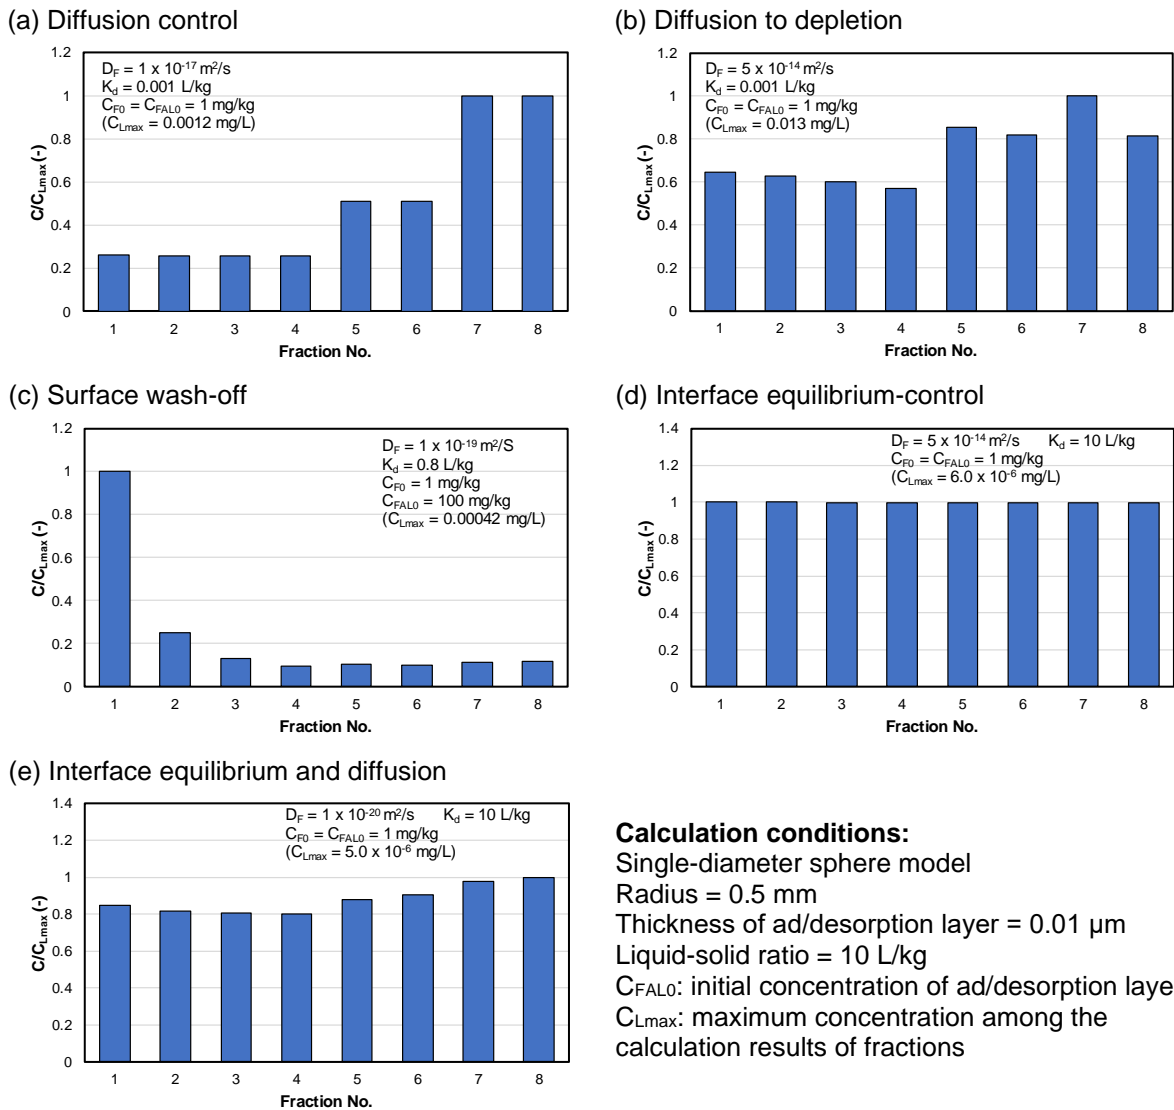 (a) Diffusion control
1.2
1
0.8
0.6
0.4
0.2
0
C/C_Lmax (-)
D_F = 1 x 10^-17 m²/s
K_d = 0.001 L/kg
C_F0 = C_FAL0 = 1 mg/kg
(C_Lmax = 0.0012 mg/L)
1 2 3 4 5 6 7 8
Fraction No.
(b) Diffusion to depletion
1.2
1
0.8
0.6
0.4
0.2
0
C/C_Lmax (-)
D_F = 5 x 10^-14 m²/s
K_d = 0.001 L/kg
C_F0 = C_FAL0 = 1 mg/kg
(C_Lmax = 0.013 mg/L)
1 2 3 4 5 6 7 8
Fraction No.
(c) Surface wash-off
1.2
1
0.8
0.6
0.4
0.2
0
C/C_Lmax (-)
D_F = 1 x 10^-19 m²/S
K_d = 0.8 L/kg
C_F0 = 1 mg/kg
C_FAL0 = 100 mg/kg
(C_Lmax = 0.00042 mg/L)
1 2 3 4 5 6 7 8
Fraction No.
(d) Interface equilibrium-control
1.4
1.2
1
0.8
0.6
0.4
0.2
0
C/C_Lmax (-)
D_F = 5 x 10^-14 m²/s K_d = 10 L/kg
C_F0 = C_FAL0 = 1 mg/kg
(C_Lmax = 6.0 x 10^-6 mg/L)
1 2 3 4 5 6 7 8
Fraction No.
(e) Interface equilibrium and diffusion
1.4
1.2
1
0.8
0.6
0.4
0.2
0
C/C_Lmax (-)
D_F = 1 x 10^-20 m²/s K_d = 10 L/kg
C_F0 = C_FAL0 = 1 mg/kg
(C_Lmax = 5.0 x 10^-6 mg/L)
1 2 3 4 5 6 7 8
Fraction No.
Calculation conditions:
Single-diameter sphere model
Radius = 0.5 mm
Thickness of ad/desorption layer = 0.01 µm
Liquid-solid ratio = 10 L/kg
C_FAL0: initial concentration of ad/desorption laye
C_Lmax: maximum concentration among the
calculation results of fractions